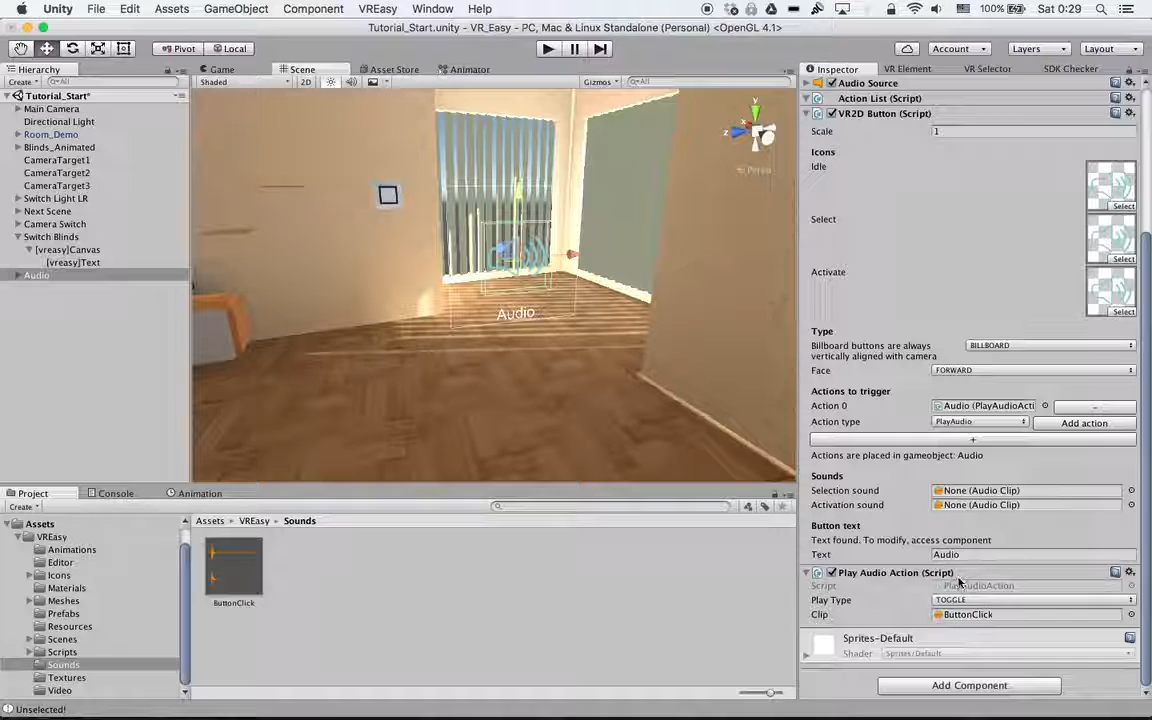 Unity File Edit Assets GameObject Component VREasy Window Help 100% Sat 0:29
Tutorial_Start.unity - VR_Easy - PC, Mac & Linux Standalone (Personal) <OpenGL 4.1>
Pivot Local Account Layers Layout
Hierarchy Game Scene Asset Store Animator Inspector VR Element VR Selector SDK Checker
Create All Shaded 2D Gizmos All
Tutorial_Start*
Main Camera
Directional Light
Room_Demo
Blinds_Animated
CameraTarget1
CameraTarget2
CameraTarget3
Switch Light LR
Next Scene
Camera Switch
Switch Blinds
[vreasy]Canvas
[vreasy]Text
Audio
y
z
Persp
Audio
Audio Source
Action List (Script)
VR2D Button (Script)
Scale 1
Icons
Idle
Select
Select
Select
Activate
Select
Type
Billboard buttons are always vertically aligned with camera BILLBOARD
Face FORWARD
Actions to trigger
Action 0 Audio (PlayAudioActi -
Action type PlayAudio Add action
+
Actions are placed in gameobject: Audio
Sounds
Selection sound None (Audio Clip)
Activation sound None (Audio Clip)
Button text
Text found. To modify, access component
Text Audio
Play Audio Action (Script)
Script PlayAudioAction
Play Type TOGGLE
Clip ButtonClick
Sprites-Default
Shader Sprites/Default
Add Component
Project Console Animation
Create
Assets
VREasy
Animations
Editor
Icons
Materials
Meshes
Prefabs
Resources
Scenes
Scripts
Sounds
Textures
Video
Assets VREasy Sounds
ButtonClick
Unselected!